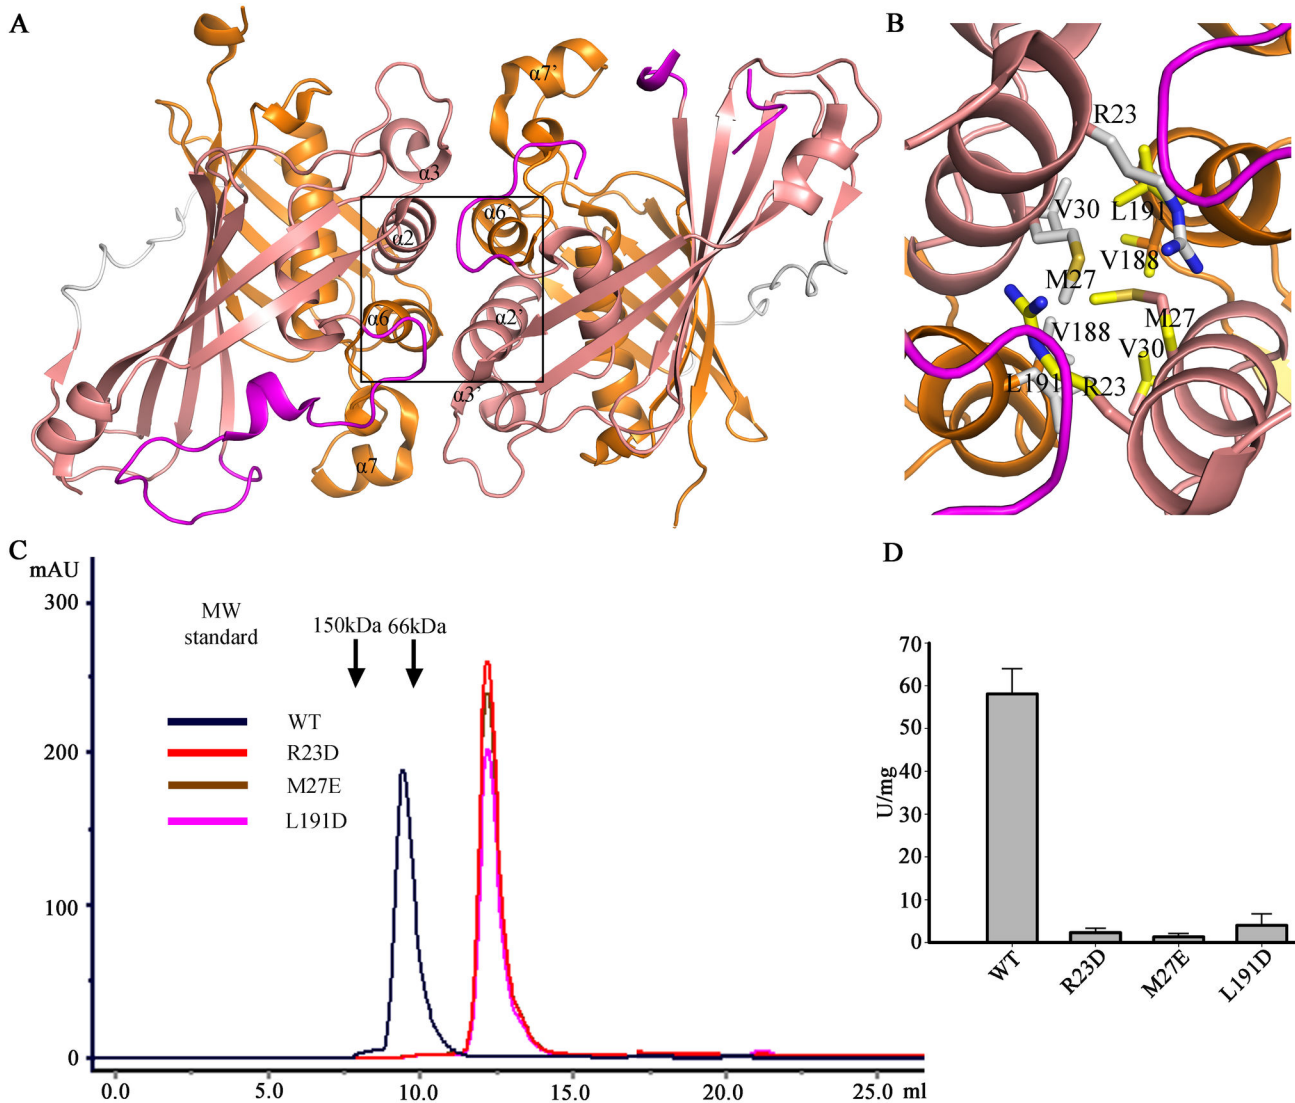 A
α7’
α3
α6’
α2
α6
α2’
α3’
α7
B
R23
V30
L191
V188
M27
M27
V188
V30
L191
R23
C
mAU
300
200
100
0
MW
standard
150kDa 66kDa
WT
R23D
M27E
L191D
0.0 5.0 10.0 15.0 20.0 25.0 ml
D
U/mg
70
60
50
40
30
20
10
0
WT R23D M27E L191D